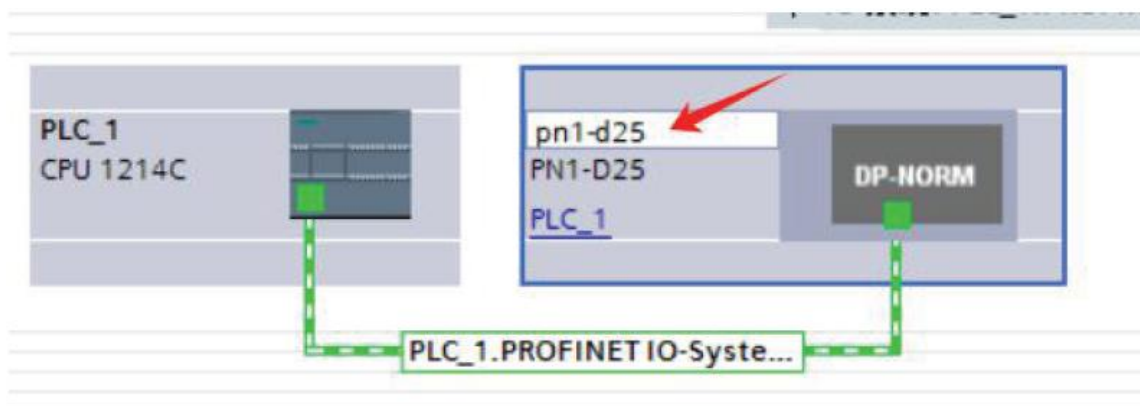 PLC_1
CPU 1214C
pn1-d25
PN1-D25
PLC_1
DP-NORM
PLC_1.PROFINET IO-Syste...